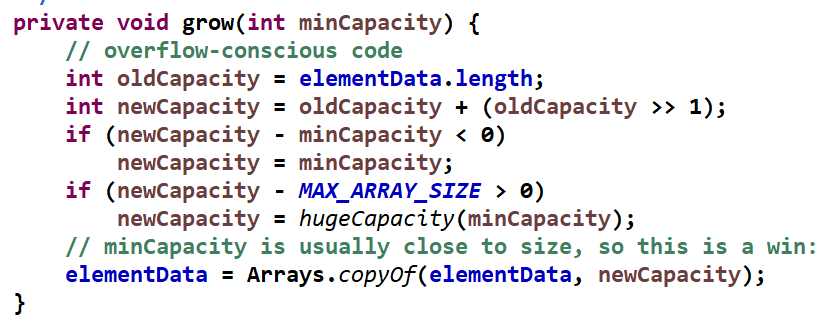 private void grow(int minCapacity) {
    // overflow-conscious code
    int oldCapacity = elementData.length;
    int newCapacity = oldCapacity + (oldCapacity >> 1);
    if (newCapacity - minCapacity < 0)
        newCapacity = minCapacity;
    if (newCapacity - MAX_ARRAY_SIZE > 0)
        newCapacity = hugeCapacity(minCapacity);
    // minCapacity is usually close to size, so this is a win:
    elementData = Arrays.copyOf(elementData, newCapacity);
}